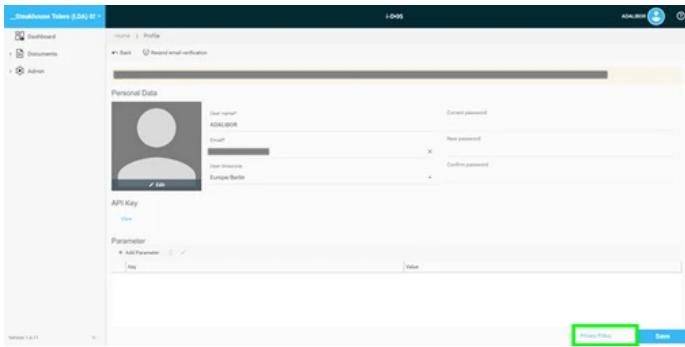 __Steakhouse Tolero (LDA) 0
i-DOS
ADALIBOR
Dashboard
Documents
Admin
Home | Profile
Back Resend email verification
Personal Data
User name*
ADALIBOR
Email*
User timezone
Europe/Berlin
Current password
New password
Confirm password
Edit
API Key
View
Parameter
+ Add Parameter
Key Value
Version 1.6.11
Privacy Policy
Save